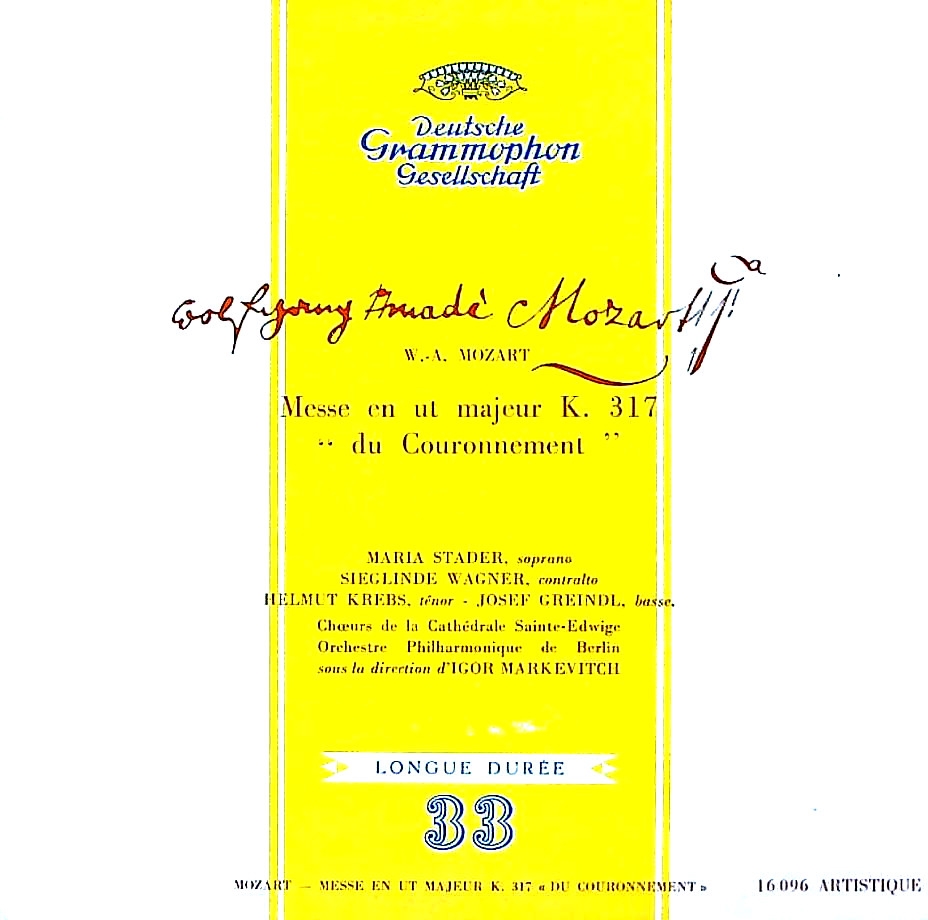 Deutsche
Grammophon
Gesellschaft
Wolfgang Amadè Mozart
W.-A. MOZART
Messe en ut majeur K. 317
“ du Couronnement ”
MARIA STADER, soprano
SIEGLINDE WAGNER, contralto
HELMUT KREBS, ténor - JOSEF GREINDL, basse.
Chœurs de la Cathédrale Sainte-Edwige
Orchestre Philharmonique de Berlin
sous la direction d'IGOR MARKEVITCH
LONGUE DURÉE
33
MOZART — MESSE EN UT MAJEUR K. 317 « DU COURONNEMENT » 16 096 ARTISTIQUE